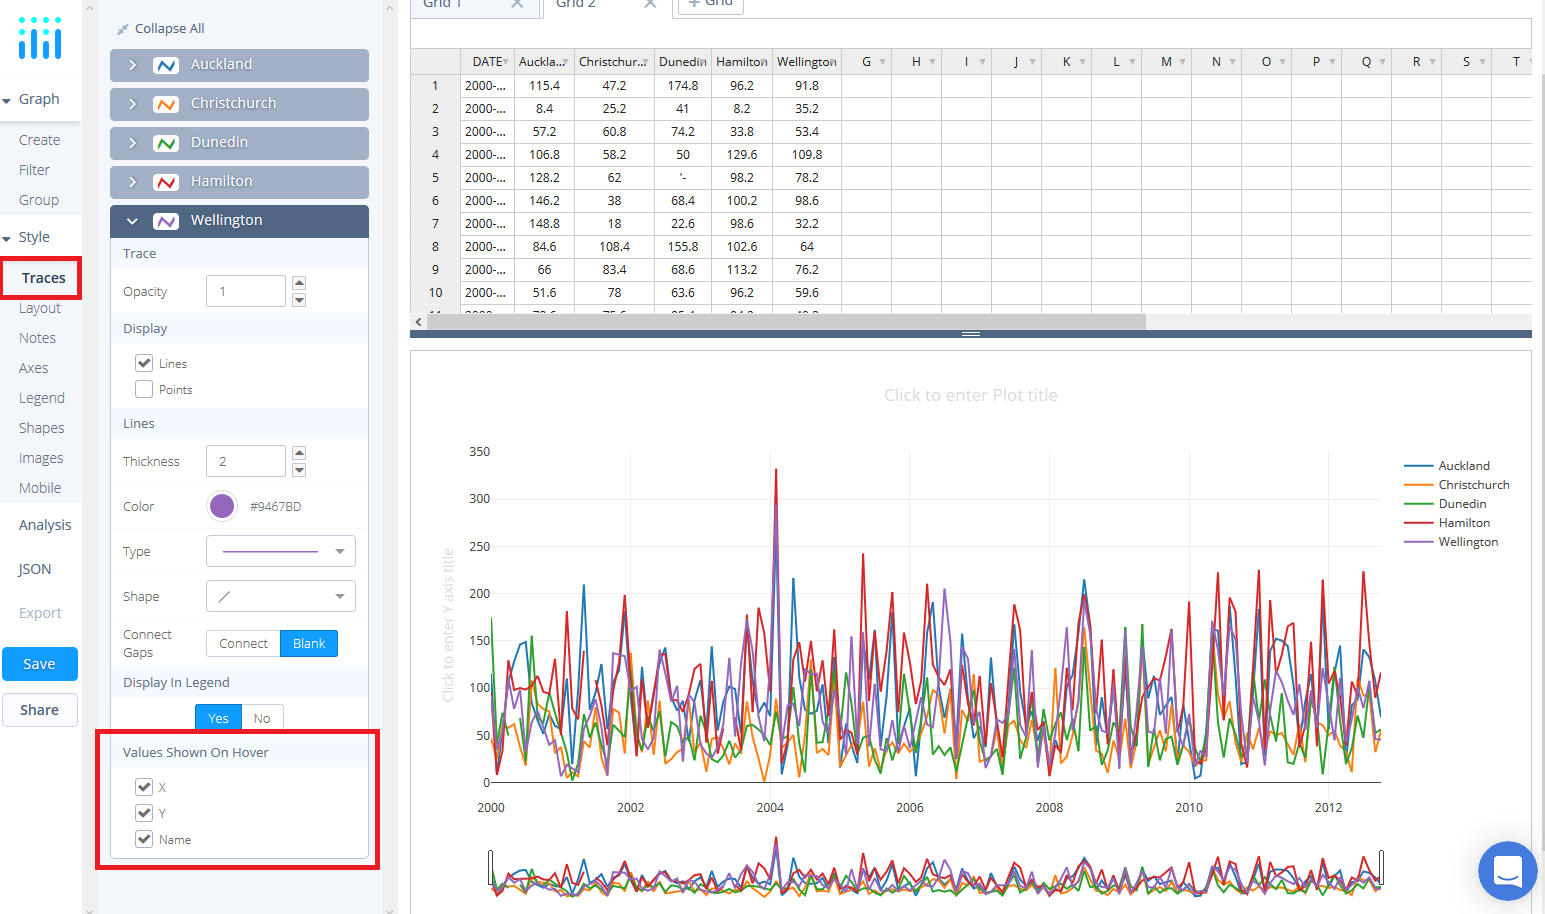 Grid 1
Grid 2
+ Grid
Collapse All
Auckland
Christchurch
Dunedin
Hamilton
Wellington
Graph
Create
Filter
Group
Style
Traces
Layout
Notes
Axes
Legend
Shapes
Images
Mobile
Analysis
JSON
Export
Save
Share
Trace
Opacity 1
Display
Lines
Points
Lines
Thickness 2
Color #9467BD
Type
Shape
Connect Gaps Connect Blank
Display In Legend
Yes No
Values Shown On Hover
X
Y
Name
DATE Auckla... Christchur... Dunedin Hamilton Wellington G H I J K L M N O P Q R S T
1 2000-... 115.4 47.2 174.8 96.2 91.8
2 2000-... 8.4 25.2 41 8.2 35.2
3 2000-... 57.2 60.8 74.2 33.8 53.4
4 2000-... 106.8 58.2 50 129.6 109.8
5 2000-... 128.2 62 '- 98.2 78.2
6 2000-... 146.2 38 68.4 100.2 98.6
7 2000-... 148.8 18 22.6 98.6 32.2
8 2000-... 84.6 108.4 155.8 102.6 64
9 2000-... 66 83.4 68.6 113.2 76.2
10 2000-... 51.6 78 63.6 96.2 59.6
Click to enter Plot title
Click to enter Y axis title
350
300
250
200
150
100
50
0
2000 2002 2004 2006 2008 2010 2012
Auckland
Christchurch
Dunedin
Hamilton
Wellington